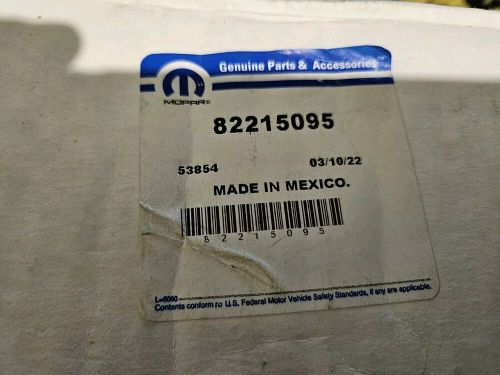 Genuine Parts & Accessories
MOPAR®
82215095
53854 03/10/22
MADE IN MEXICO.
82215095
L=6060
Contents conform to U.S. Federal Motor Vehicle Safety Standards, if any are applicable.